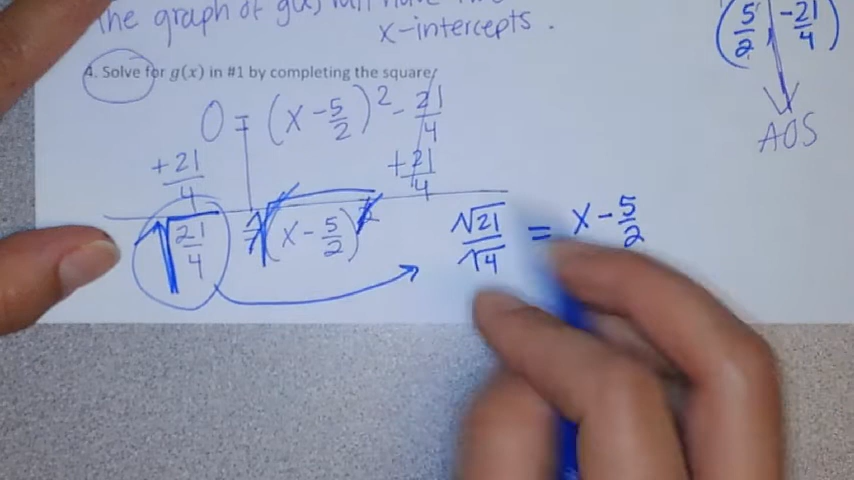 the graph of g(x) will have
x-intercepts.
(5/2, -21/4)
AOS
4. Solve for g(x) in #1 by completing the square.
0 = (x - 5/2)² - 21/4
+ 21/4 + 21/4
√(21/4) = √(x - 5/2)²
√21/√4 = x - 5/2